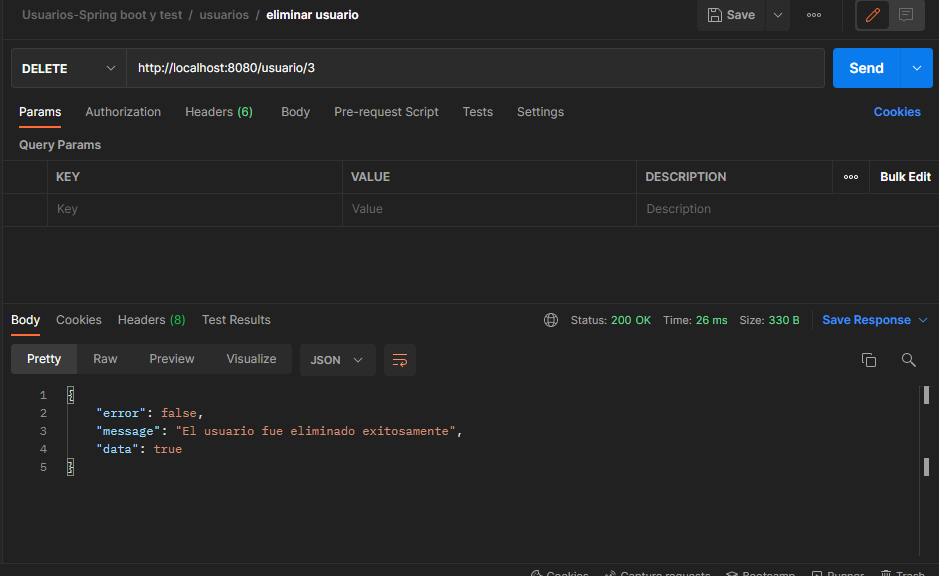 Usuarios-Spring boot y test / usuarios / eliminar usuario
Save
DELETE http://localhost:8080/usuario/3 Send
Params Authorization Headers (6) Body Pre-request Script Tests Settings Cookies
Query Params
KEY VALUE DESCRIPTION Bulk Edit
Key Value Description
Body Cookies Headers (8) Test Results Status: 200 OK Time: 26 ms Size: 330 B Save Response
Pretty Raw Preview Visualize JSON
1 {
2 "error": false,
3 "message": "El usuario fue eliminado exitosamente",
4 "data": true
5 }
Cookies Capture requests Bootcamp Runner Trash